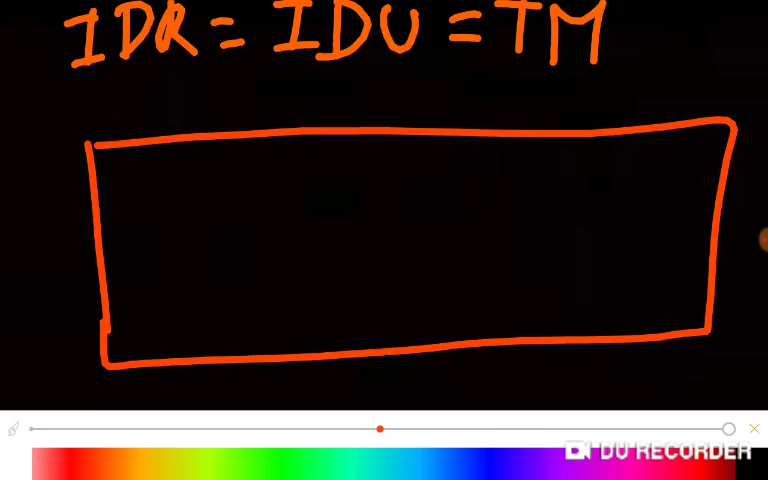 IDR = IDU = TM
DU RECORDER